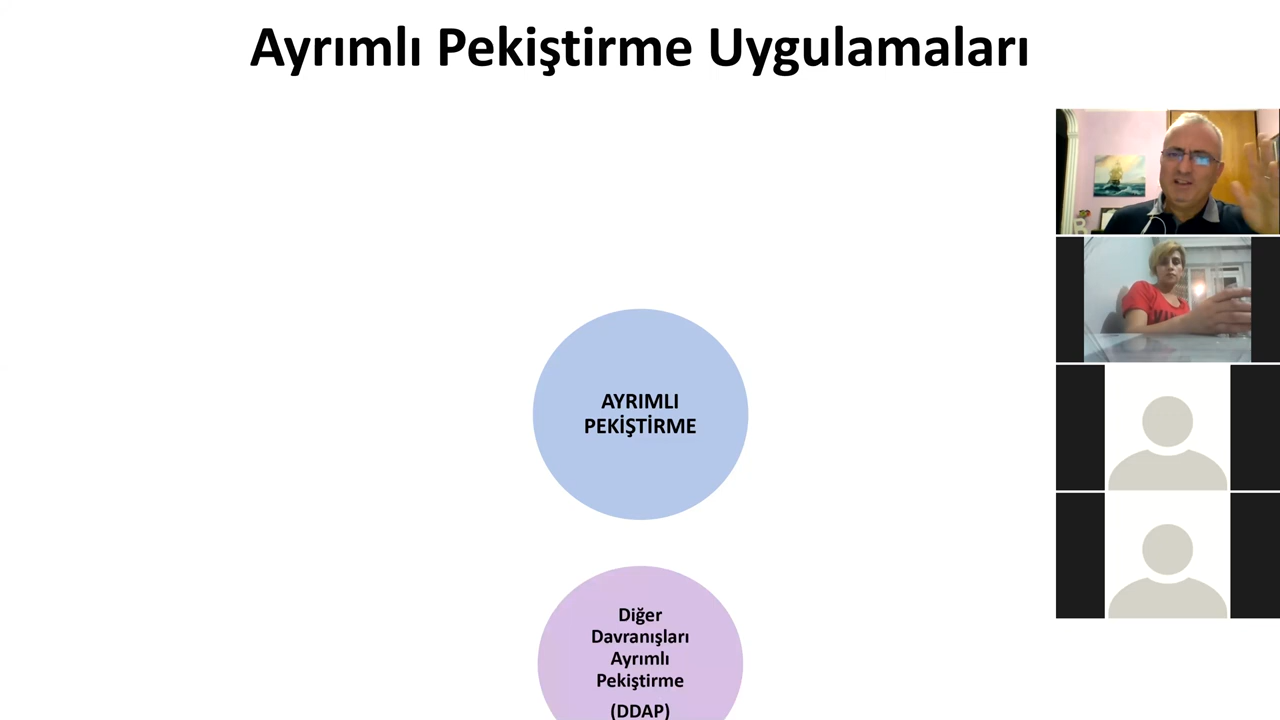 Ayrımlı Pekiştirme Uygulamaları
AYRIMLI
PEKİŞTİRME
Diğer
Davranışları
Ayrımlı
Pekiştirme
(DDAP)